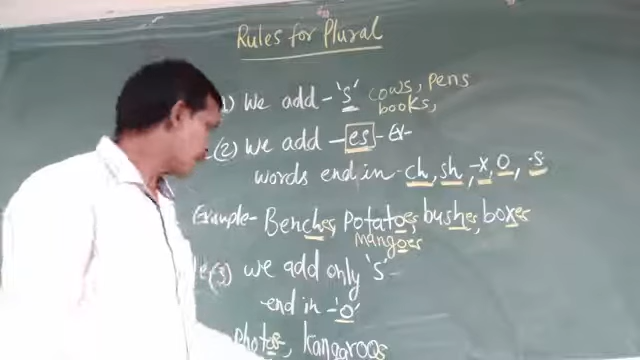 Rules for Plural
1) We add - 's' cows, pens
books,
(2) we add - es - Ex-
words end in - ch, sh, -x, o, -s
Example - Benches, potatoes, bushes, boxes
mangoes
(3) we add only 's' -
end in - 'o'
photos, kangaroos